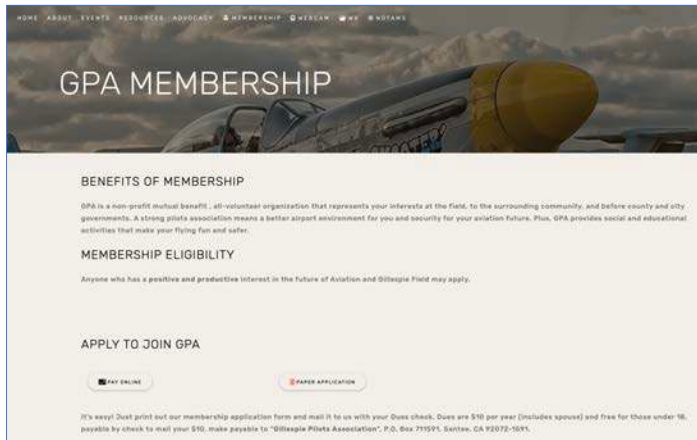 HOME ABOUT EVENTS RESOURCES ADVOCACY MEMBERSHIP WEBCAM WX NOTAMS
GPA MEMBERSHIP
BENEFITS OF MEMBERSHIP
GPA is a non-profit mutual benefit , all-volunteer organization that represents your interests at the field, to the surrounding community, and before county and city
governments. A strong pilots association means a better airport environment for you and security for your aviation future. Plus, GPA provides social and educational
activities that make your flying fun and safer.
MEMBERSHIP ELIGIBILITY
Anyone who has a positive and productive interest in the future of Aviation and Gillespie Field may apply.
APPLY TO JOIN GPA
PAY ONLINE PAPER APPLICATION
It's easy! Just print out our membership application form and mail it to us with your Dues check. Dues are $10 per year (includes spouse) and free for those under 18,
payable by check to mail your $10, make payable to "Gillespie Pilots Association", P.O. Box 711591, Santee, CA 92072-1591.